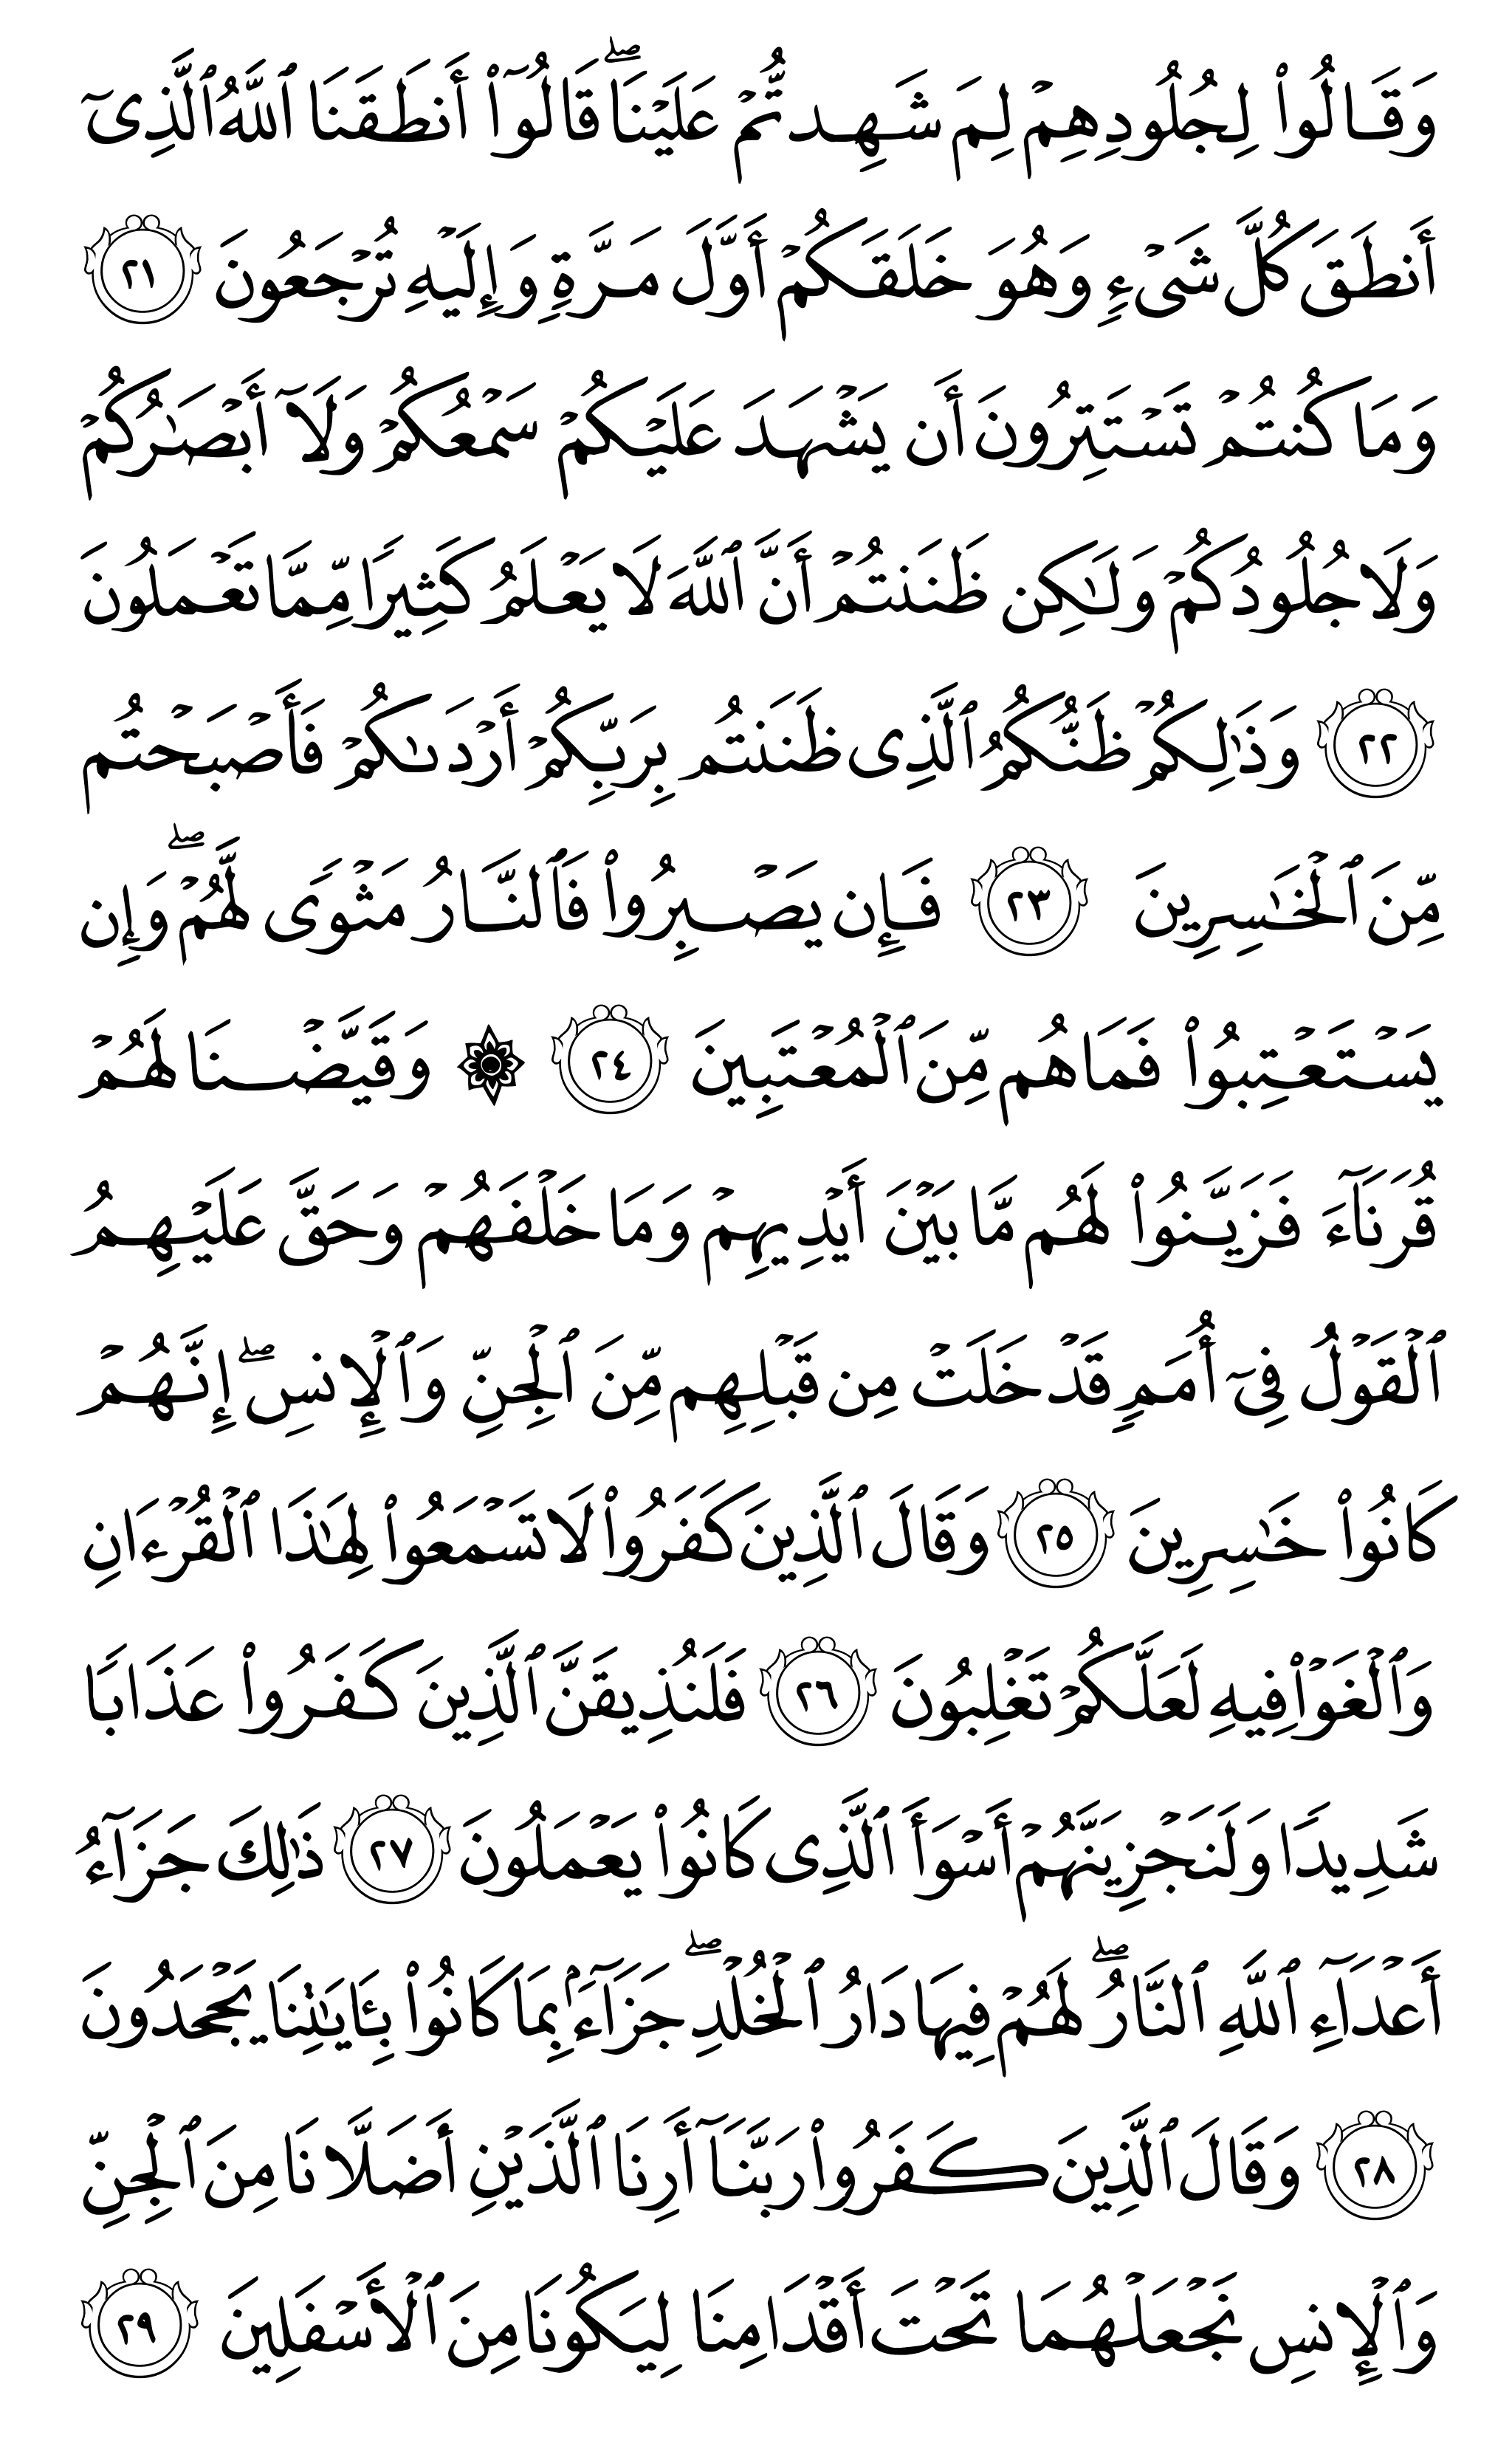 وَقَالُواْ لِجُلُودِهِمْ لِمَ شَهِدتُّمْ عَلَيْنَا ۖ قَالُوٓاْ أَنطَقَنَا ٱللَّهُ ٱلَّذِىٓ
أَنطَقَ كُلَّ شَىْءٍ وَهُوَ خَلَقَكُمْ أَوَّلَ مَرَّةٍ وَإِلَيْهِ تُرْجَعُونَ ٢١
وَمَا كُنتُمْ تَسْتَتِرُونَ أَن يَشْهَدَ عَلَيْكُمْ سَمْعُكُمْ وَلَآ أَبْصَـٰرُكُمْ
وَلَا جُلُودُكُمْ وَلَـٰكِن ظَنَنتُمْ أَنَّ ٱللَّهَ لَا يَعْلَمُ كَثِيرًا مِّمَّا تَعْمَلُونَ
٢٢ وَذَٰلِكُمْ ظَنُّكُمُ ٱلَّذِى ظَنَنتُم بِرَبِّكُمْ أَرْدَىٰكُمْ فَأَصْبَحْتُم
مِّنَ ٱلْخَـٰسِرِينَ ٢٣ فَإِن يَصْبِرُواْ فَٱلنَّارُ مَثْوًى لَّهُمْ ۖ وَإِن
يَسْتَعْتِبُواْ فَمَا هُم مِّنَ ٱلْمُعْتَبِينَ ٢٤ ۞ وَقَيَّضْنَا لَهُمْ
قُرَنَآءَ فَزَيَّنُواْ لَهُم مَّا بَيْنَ أَيْدِيهِمْ وَمَا خَلْفَهُمْ وَحَقَّ عَلَيْهِمُ
ٱلْقَوْلُ فِىٓ أُمَمٍ قَدْ خَلَتْ مِن قَبْلِهِم مِّنَ ٱلْجِنِّ وَٱلْإِنسِ ۖ إِنَّهُمْ
كَانُواْ خَـٰسِرِينَ ٢٥ وَقَالَ ٱلَّذِينَ كَفَرُواْ لَا تَسْمَعُواْ لِهَـٰذَا ٱلْقُرْءَانِ
وَٱلْغَوْاْ فِيهِ لَعَلَّكُمْ تَغْلِبُونَ ٢٦ فَلَنُذِيقَنَّ ٱلَّذِينَ كَفَرُواْ عَذَابًا
شَدِيدًا وَلَنَجْزِيَنَّهُمْ أَسْوَأَ ٱلَّذِى كَانُواْ يَعْمَلُونَ ٢٧ ذَٰلِكَ جَزَآءُ
أَعْدَآءِ ٱللَّهِ ٱلنَّارُ ۖ لَهُمْ فِيهَا دَارُ ٱلْخُلْدِ ۖ جَزَآءَۢ بِمَا كَانُواْ بِـَٔايَـٰتِنَا يَجْحَدُونَ
٢٨ وَقَالَ ٱلَّذِينَ كَفَرُواْ رَبَّنَآ أَرِنَا ٱلَّذَيْنِ أَضَلَّانَا مِنَ ٱلْجِنِّ
وَٱلْإِنسِ نَجْعَلْهُمَا تَحْتَ أَقْدَامِنَا لِيَكُونَا مِنَ ٱلْأَسْفَلِينَ ٢٩